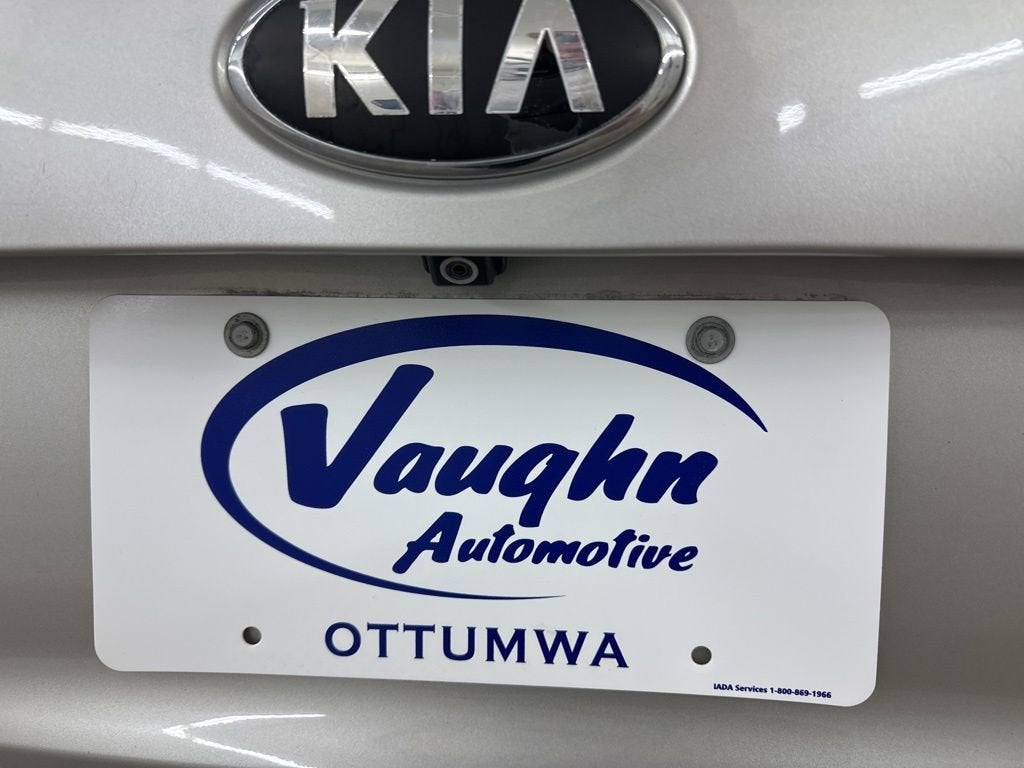 KIA
Vaughn
Automotive
OTTUMWA
IADA Services 1-800-869-1966